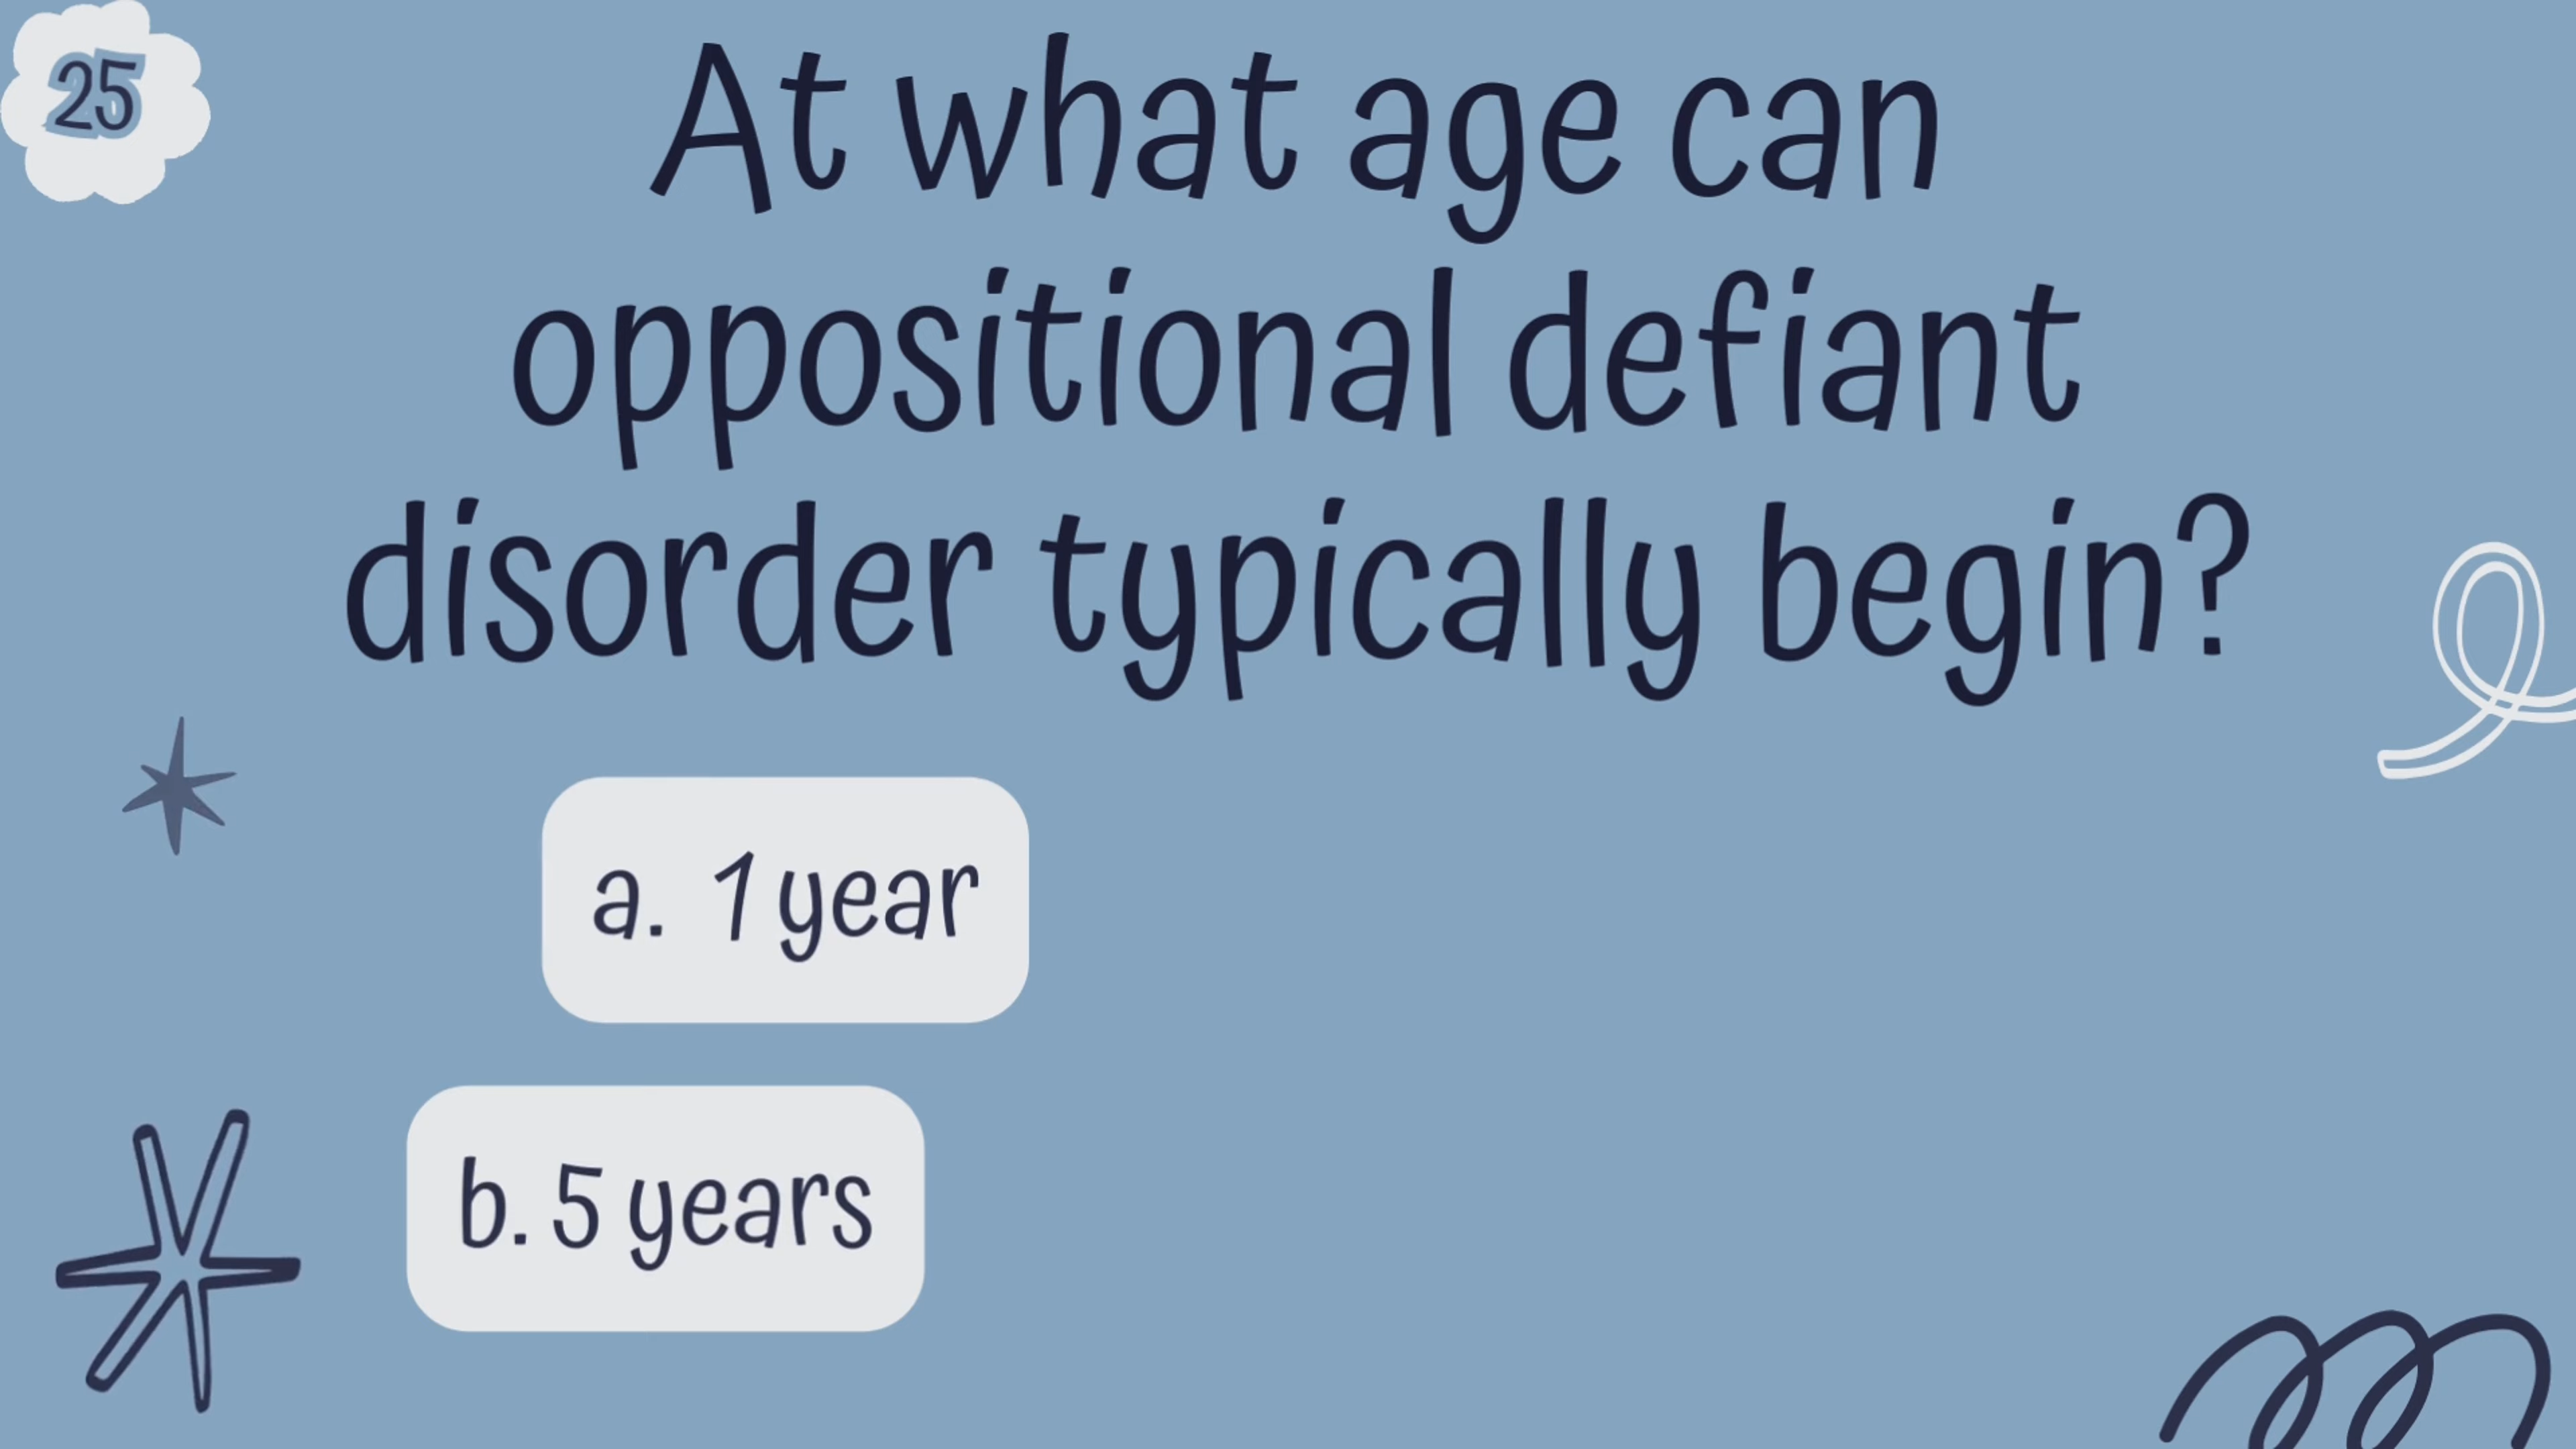 25
At what age can
oppositional defiant
disorder typically begin?
a. 1 year
b. 5 years